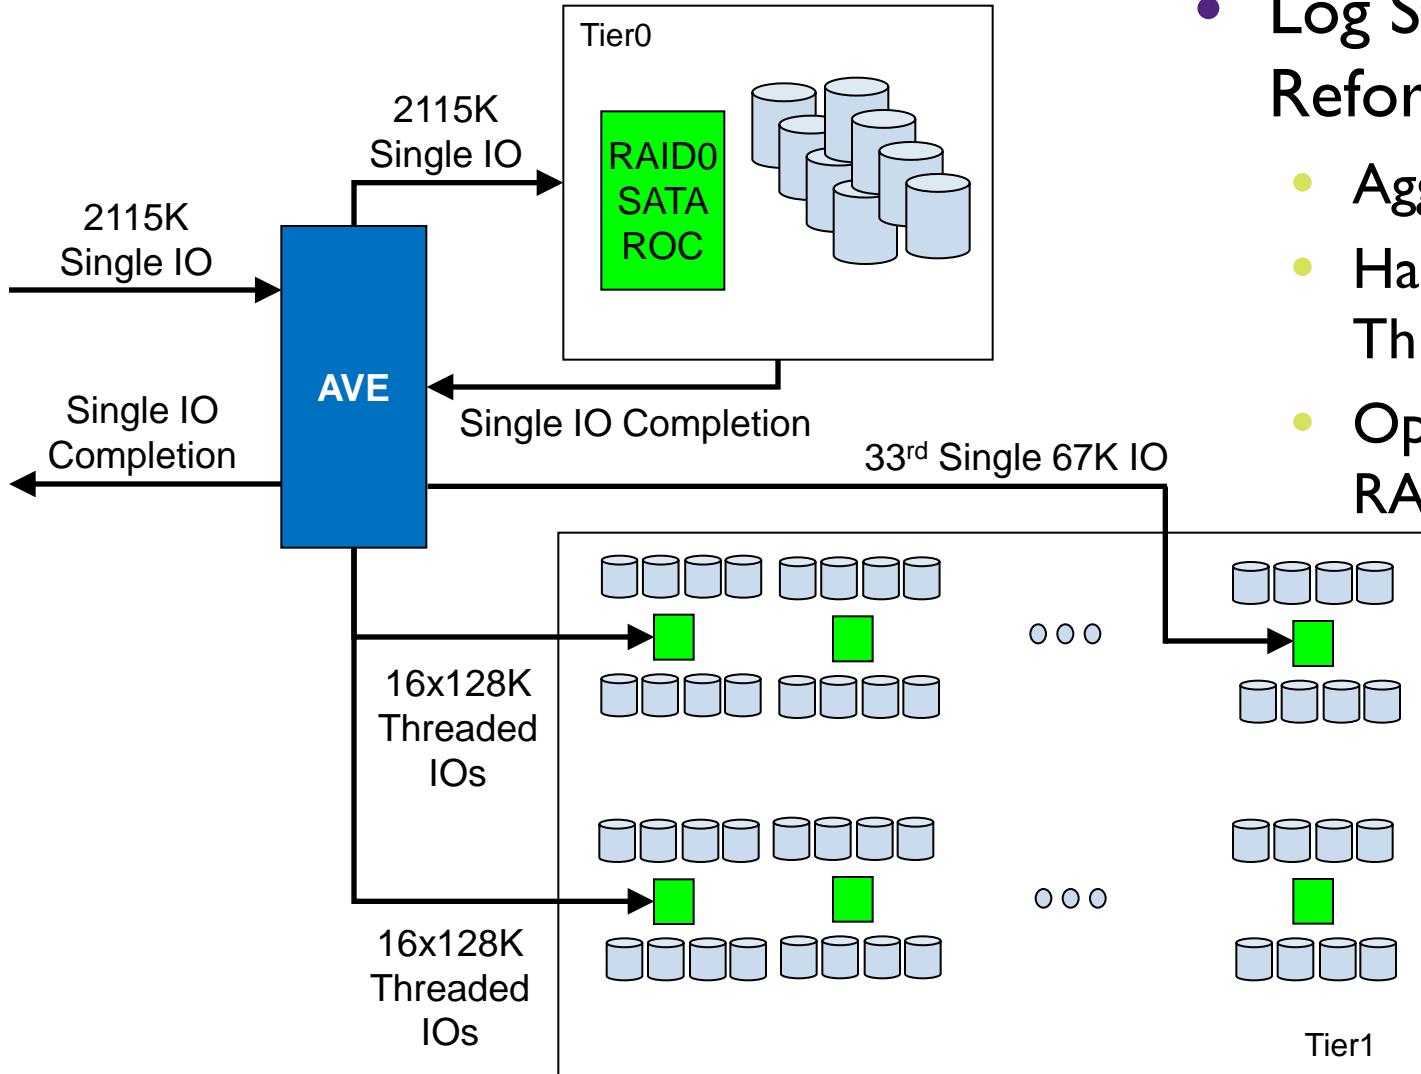 Tier0
2115K
Single IO
RAID0
SATA
ROC
2115K
Single IO
AVE
Single IO
Completion
Single IO Completion
33rd Single 67K IO
16x128K
Threaded
IOs
16x128K
Threaded
IOs
Tier1
Log S
Refor
Agg
Ha
Th
Op
RA